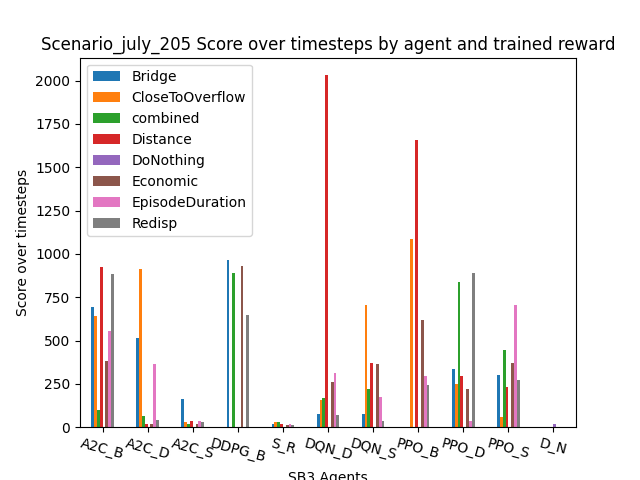 Scenario_july_205 Score over timesteps by agent and trained reward
Score over timesteps
2000
1750
1500
1250
1000
750
500
250
0
Bridge
CloseToOverflow
combined
Distance
DoNothing
Economic
EpisodeDuration
Redisp
A2C_B
A2C_D
A2C_S
DDPG_B
S_R
DQN_D
DQN_S
PPO_B
PPO_D
PPO_S
D_N
SB3 Agents